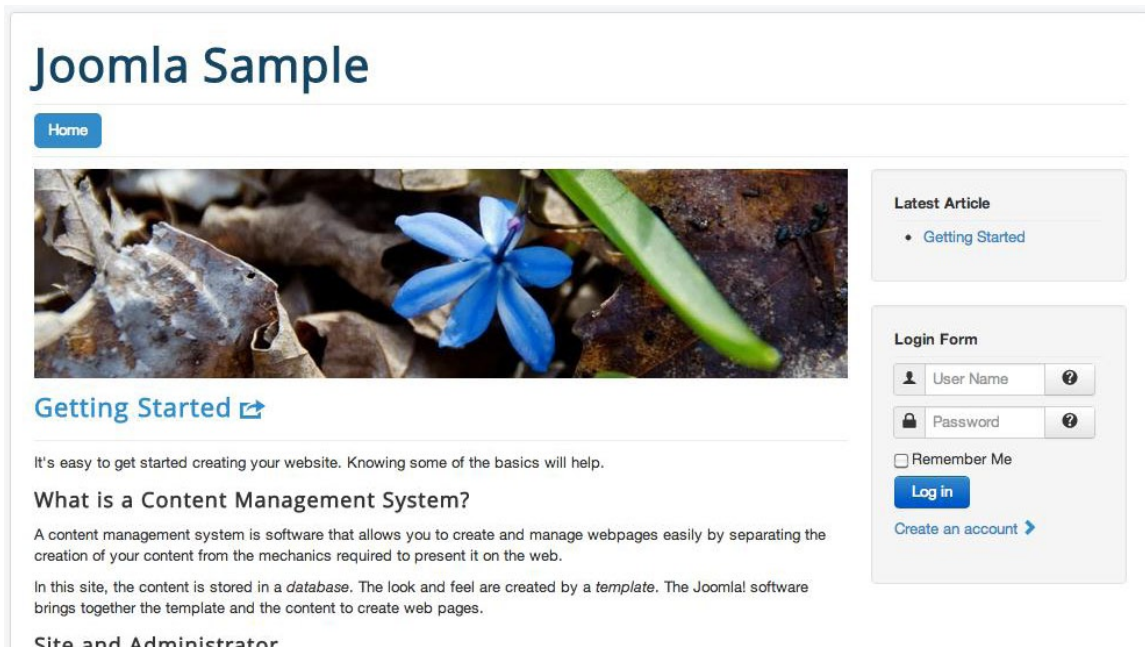 Joomla Sample
Home
Latest Article
Getting Started
Login Form
User Name
Password
Remember Me
Log in
Create an account
Getting Started
It's easy to get started creating your website. Knowing some of the basics will help.
What is a Content Management System?
A content management system is software that allows you to create and manage webpages easily by separating the
creation of your content from the mechanics required to present it on the web.
In this site, the content is stored in a database. The look and feel are created by a template. The Joomla! software
brings together the template and the content to create web pages.
Site and Administrator